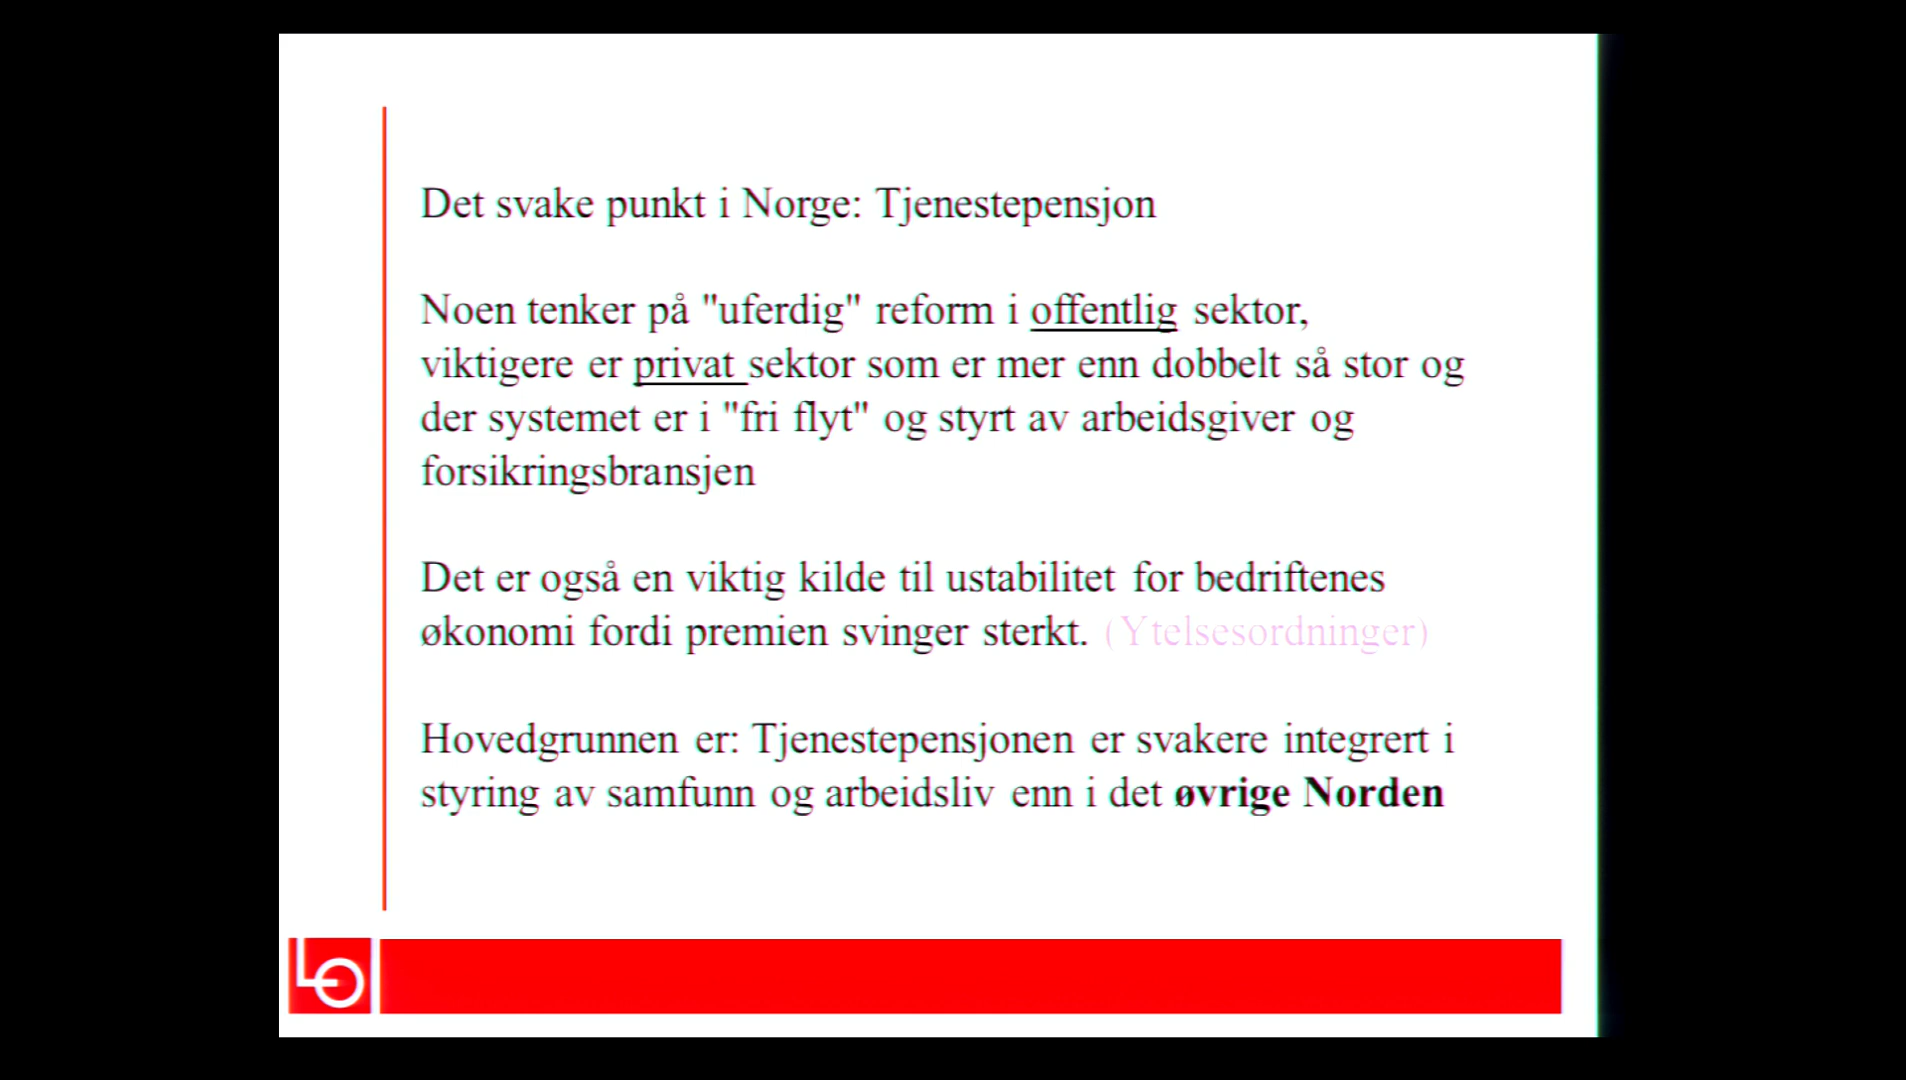 Det svake punkt i Norge: Tjenestepensjon
Noen tenker på "uferdig" reform i offentlig sektor,
viktigere er privat sektor som er mer enn dobbelt så stor og
der systemet er i "fri flyt" og styrt av arbeidsgiver og
forsikringsbransjen
Det er også en viktig kilde til ustabilitet for bedriftenes
økonomi fordi premien svinger sterkt. (Ytelsesordninger)
Hovedgrunnen er: Tjenestepensjonen er svakere integrert i
styring av samfunn og arbeidsliv enn i det øvrige Norden
LO